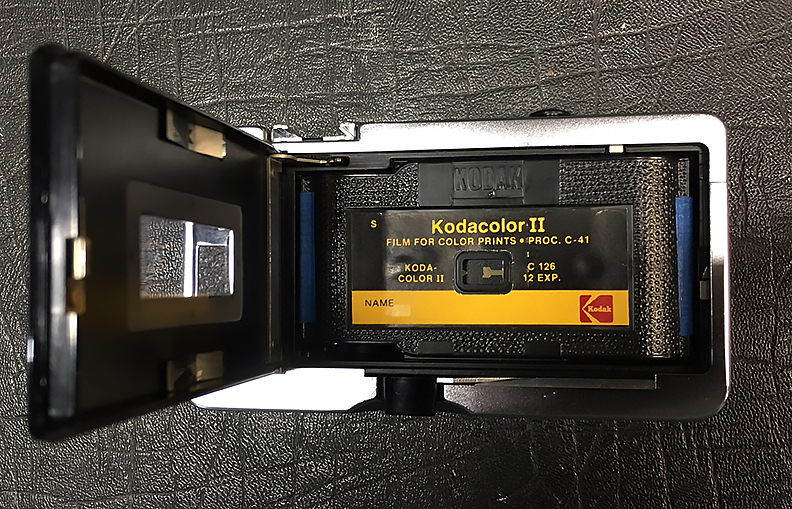 KODAK
S
Kodacolor II
FILM FOR COLOR PRINTS • PROC. C-41
KODA- C 126
COLOR II 12 EXP.
NAME
Kodak